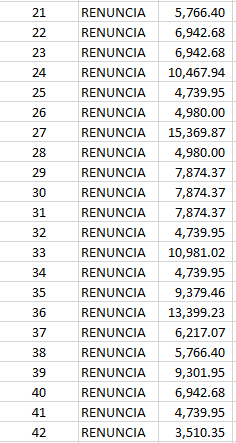 21 RENUNCIA 5,766.40
22 RENUNCIA 6,942.68
23 RENUNCIA 6,942.68
24 RENUNCIA 10,467.94
25 RENUNCIA 4,739.95
26 RENUNCIA 4,980.00
27 RENUNCIA 15,369.87
28 RENUNCIA 4,980.00
29 RENUNCIA 7,874.37
30 RENUNCIA 7,874.37
31 RENUNCIA 7,874.37
32 RENUNCIA 4,739.95
33 RENUNCIA 10,981.02
34 RENUNCIA 4,739.95
35 RENUNCIA 9,379.46
36 RENUNCIA 13,399.23
37 RENUNCIA 6,217.07
38 RENUNCIA 5,766.40
39 RENUNCIA 9,301.95
40 RENUNCIA 6,942.68
41 RENUNCIA 4,739.95
42 RENUNCIA 3,510.35